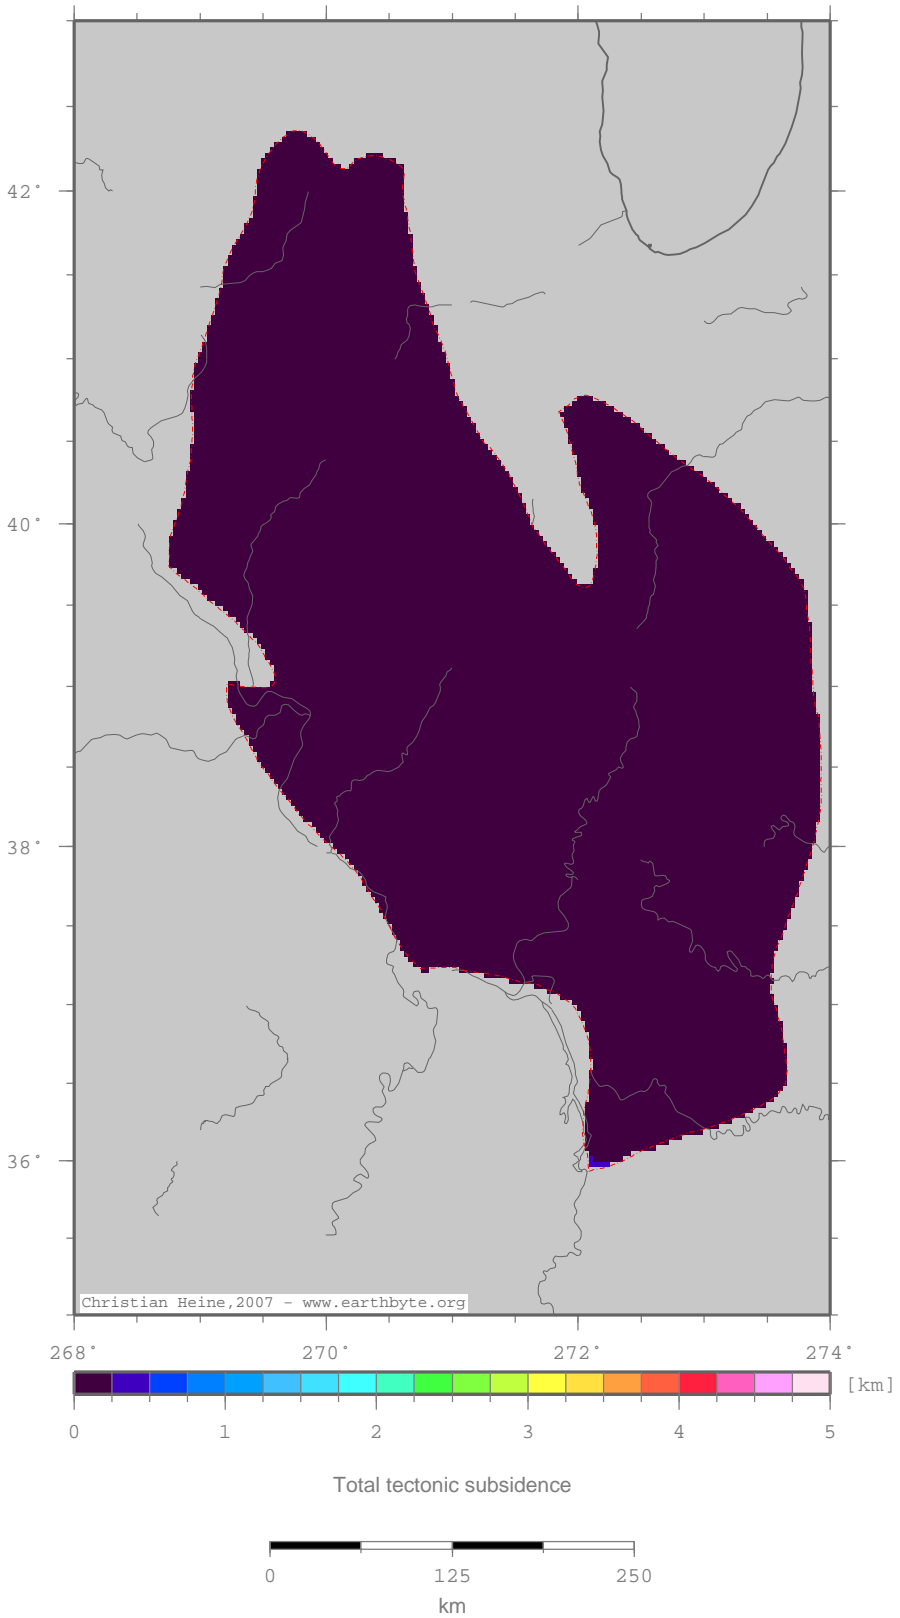 42°
40°
38°
36°
Christian Heine,2007 - www.earthbyte.org
268° 270° 272° 274°
[km]
0 1 2 3 4 5
Total tectonic subsidence
0 125 250
km